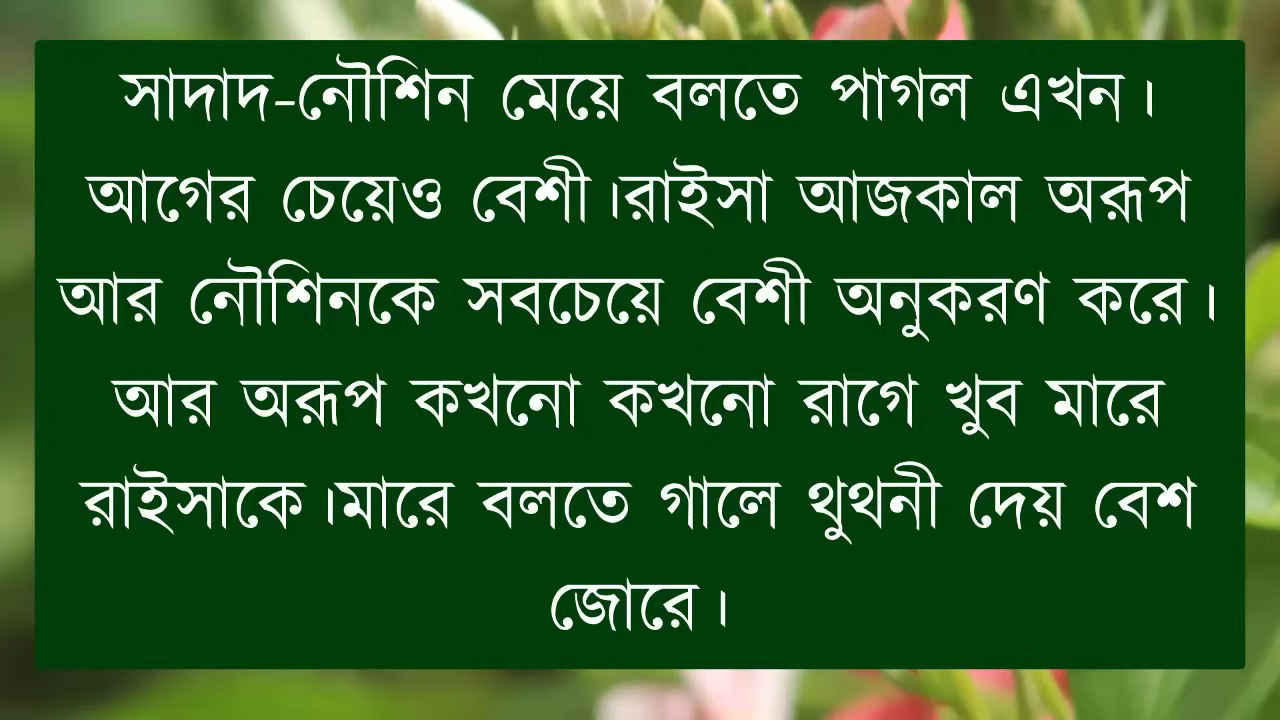 সাদাদ-নৌশিন মেয়ে বলতে পাগল এখন।
আগের চেয়েও বেশী।রাইসা আজকাল অরূপ
আর নৌশিনকে সবচেয়ে বেশী অনুকরণ করে।
আর অরূপ কখনো কখনো রাগে খুব মারে
রাইসাকে।মারে বলতে গালে থুথনী দেয় বেশ
জোরে।